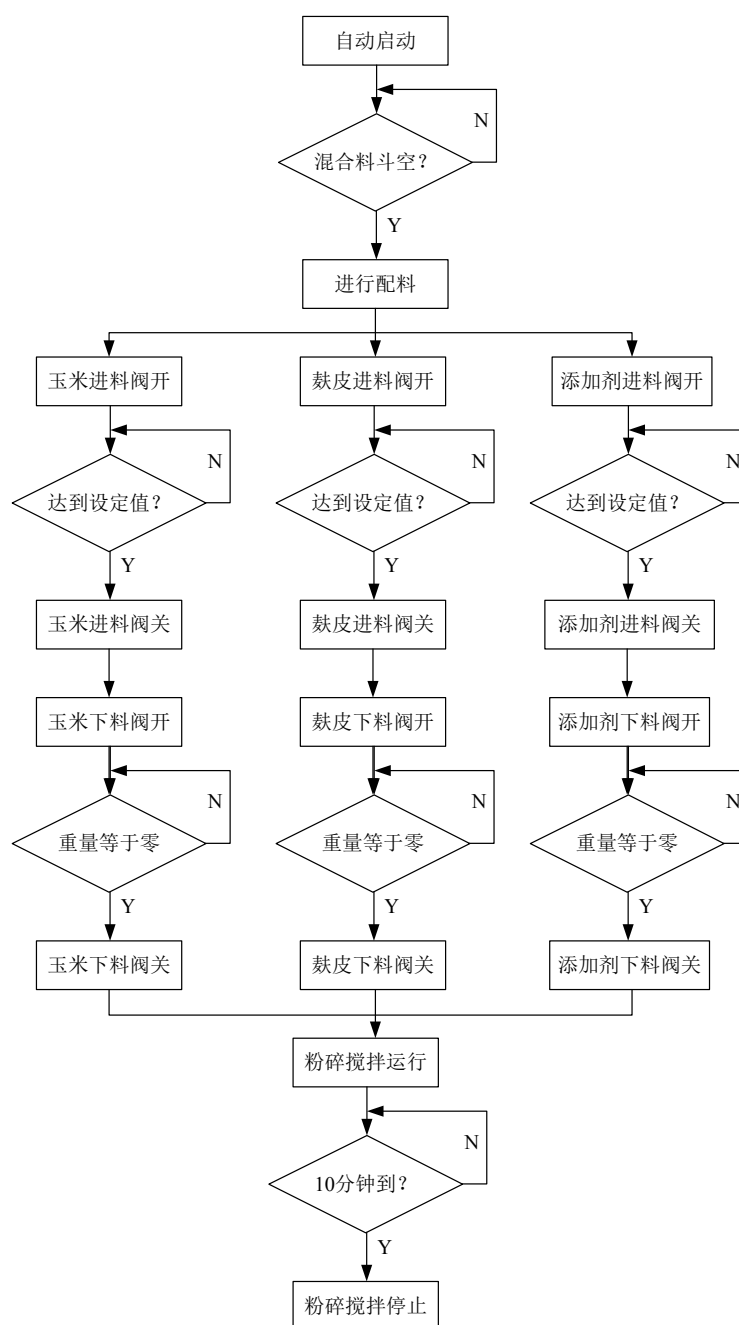 自动启动
N
混合料斗空？
Y
进行配料
玉米进料阀开
麸皮进料阀开
添加剂进料阀开
N
N
N
达到设定值？
达到设定值？
达到设定值？
Y
Y
Y
玉米进料阀关
麸皮进料阀关
添加剂进料阀关
玉米下料阀开
麸皮下料阀开
添加剂下料阀开
N
N
N
重量等于零
重量等于零
重量等于零
Y
Y
Y
玉米下料阀关
麸皮下料阀关
添加剂下料阀关
粉碎搅拌运行
N
10分钟到？
Y
粉碎搅拌停止